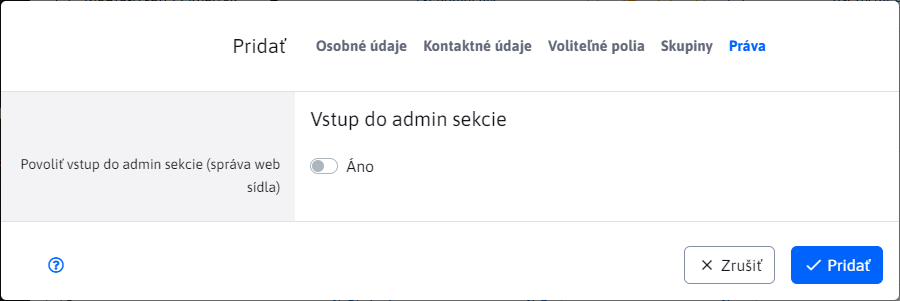 Pridať Osobné údaje Kontaktné údaje Voliteľné polia Skupiny Práva
Vstup do admin sekcie
Povoliť vstup do admin sekcie (správa web
sídla)
Áno
Zrušiť Pridať